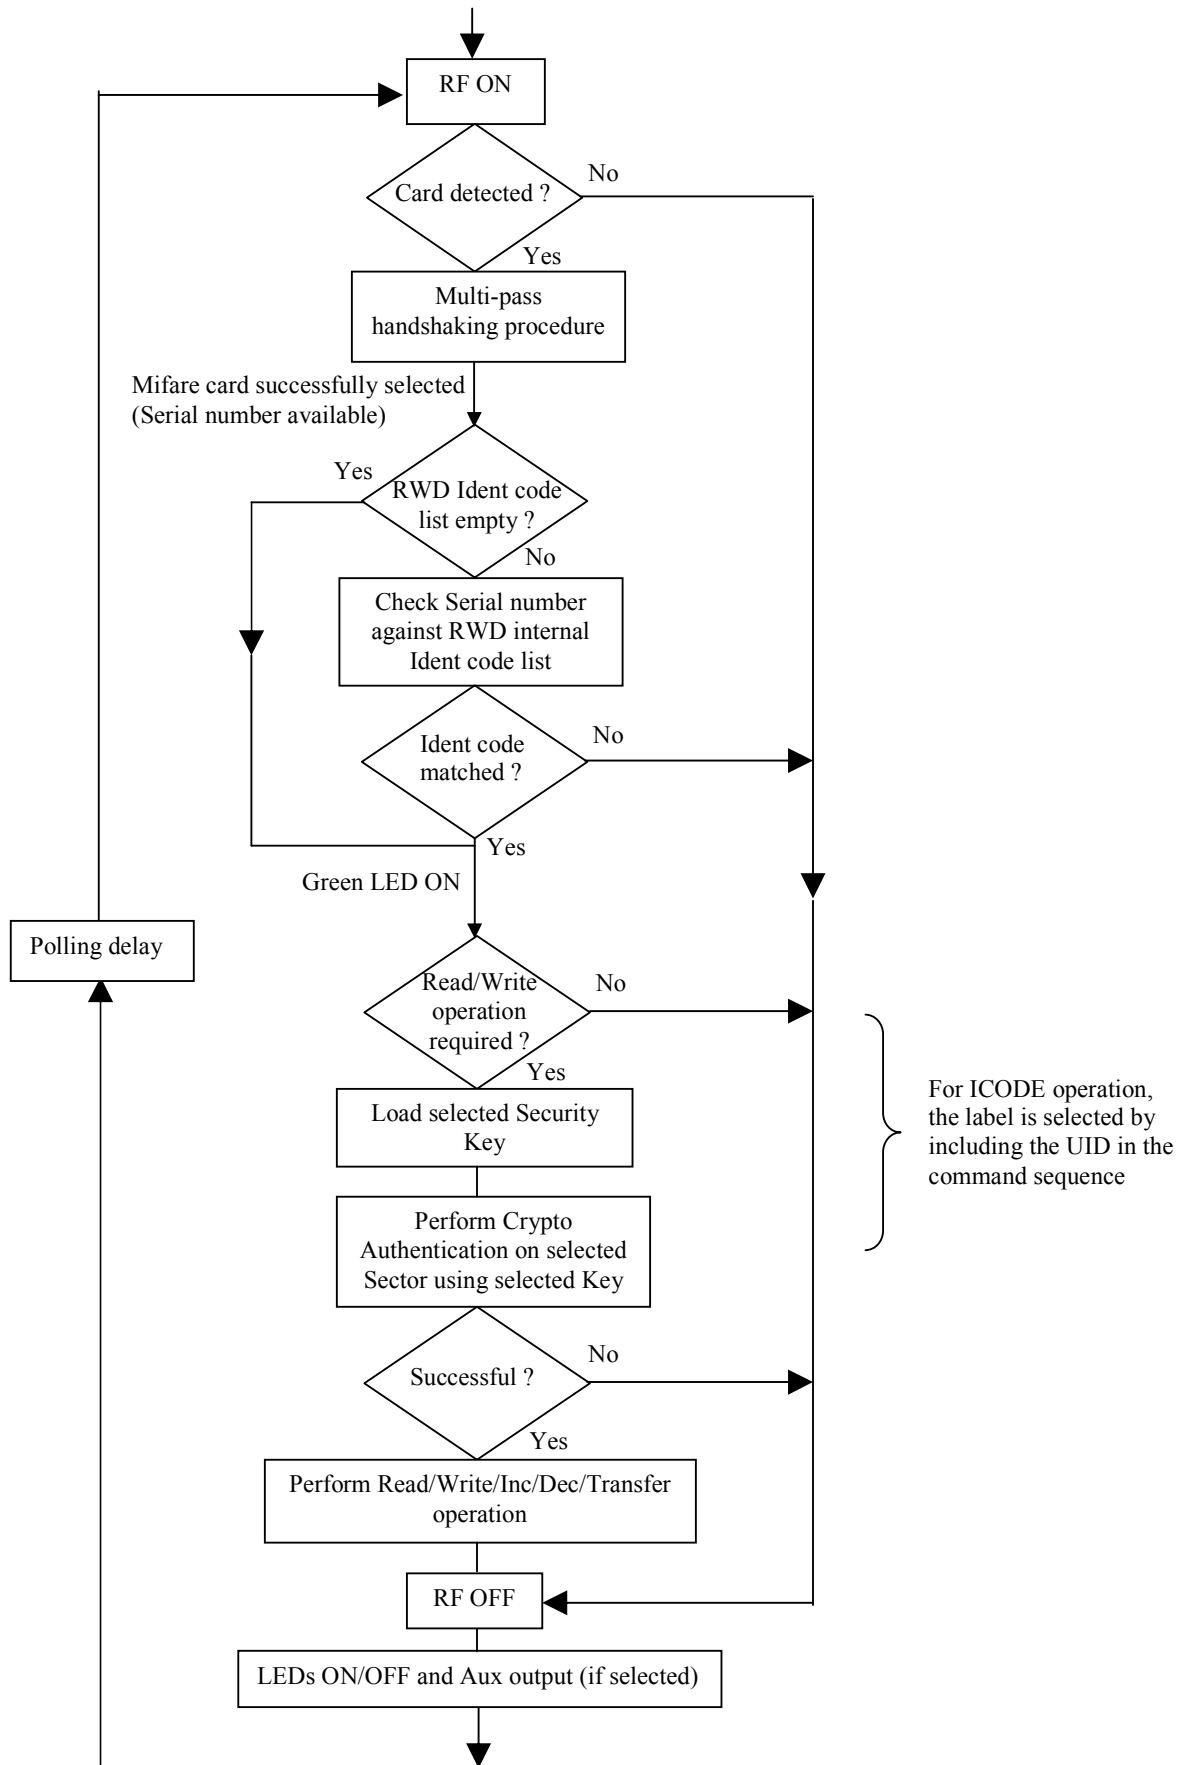 RF ON
Card detected ?
No
Yes
Multi-pass
handshaking procedure
Mifare card successfully selected
(Serial number available)
Yes
RWD Ident code
list empty ?
No
Check Serial number
against RWD internal
Ident code list
Ident code
matched ?
No
Yes
Green LED ON
Polling delay
Read/Write
operation
required ?
No
Yes
Load selected Security
Key
For ICODE operation,
the label is selected by
including the UID in the
command sequence
Perform Crypto
Authentication on selected
Sector using selected Key
Successful ?
No
Yes
Perform Read/Write/Inc/Dec/Transfer
operation
RF OFF
LEDs ON/OFF and Aux output (if selected)